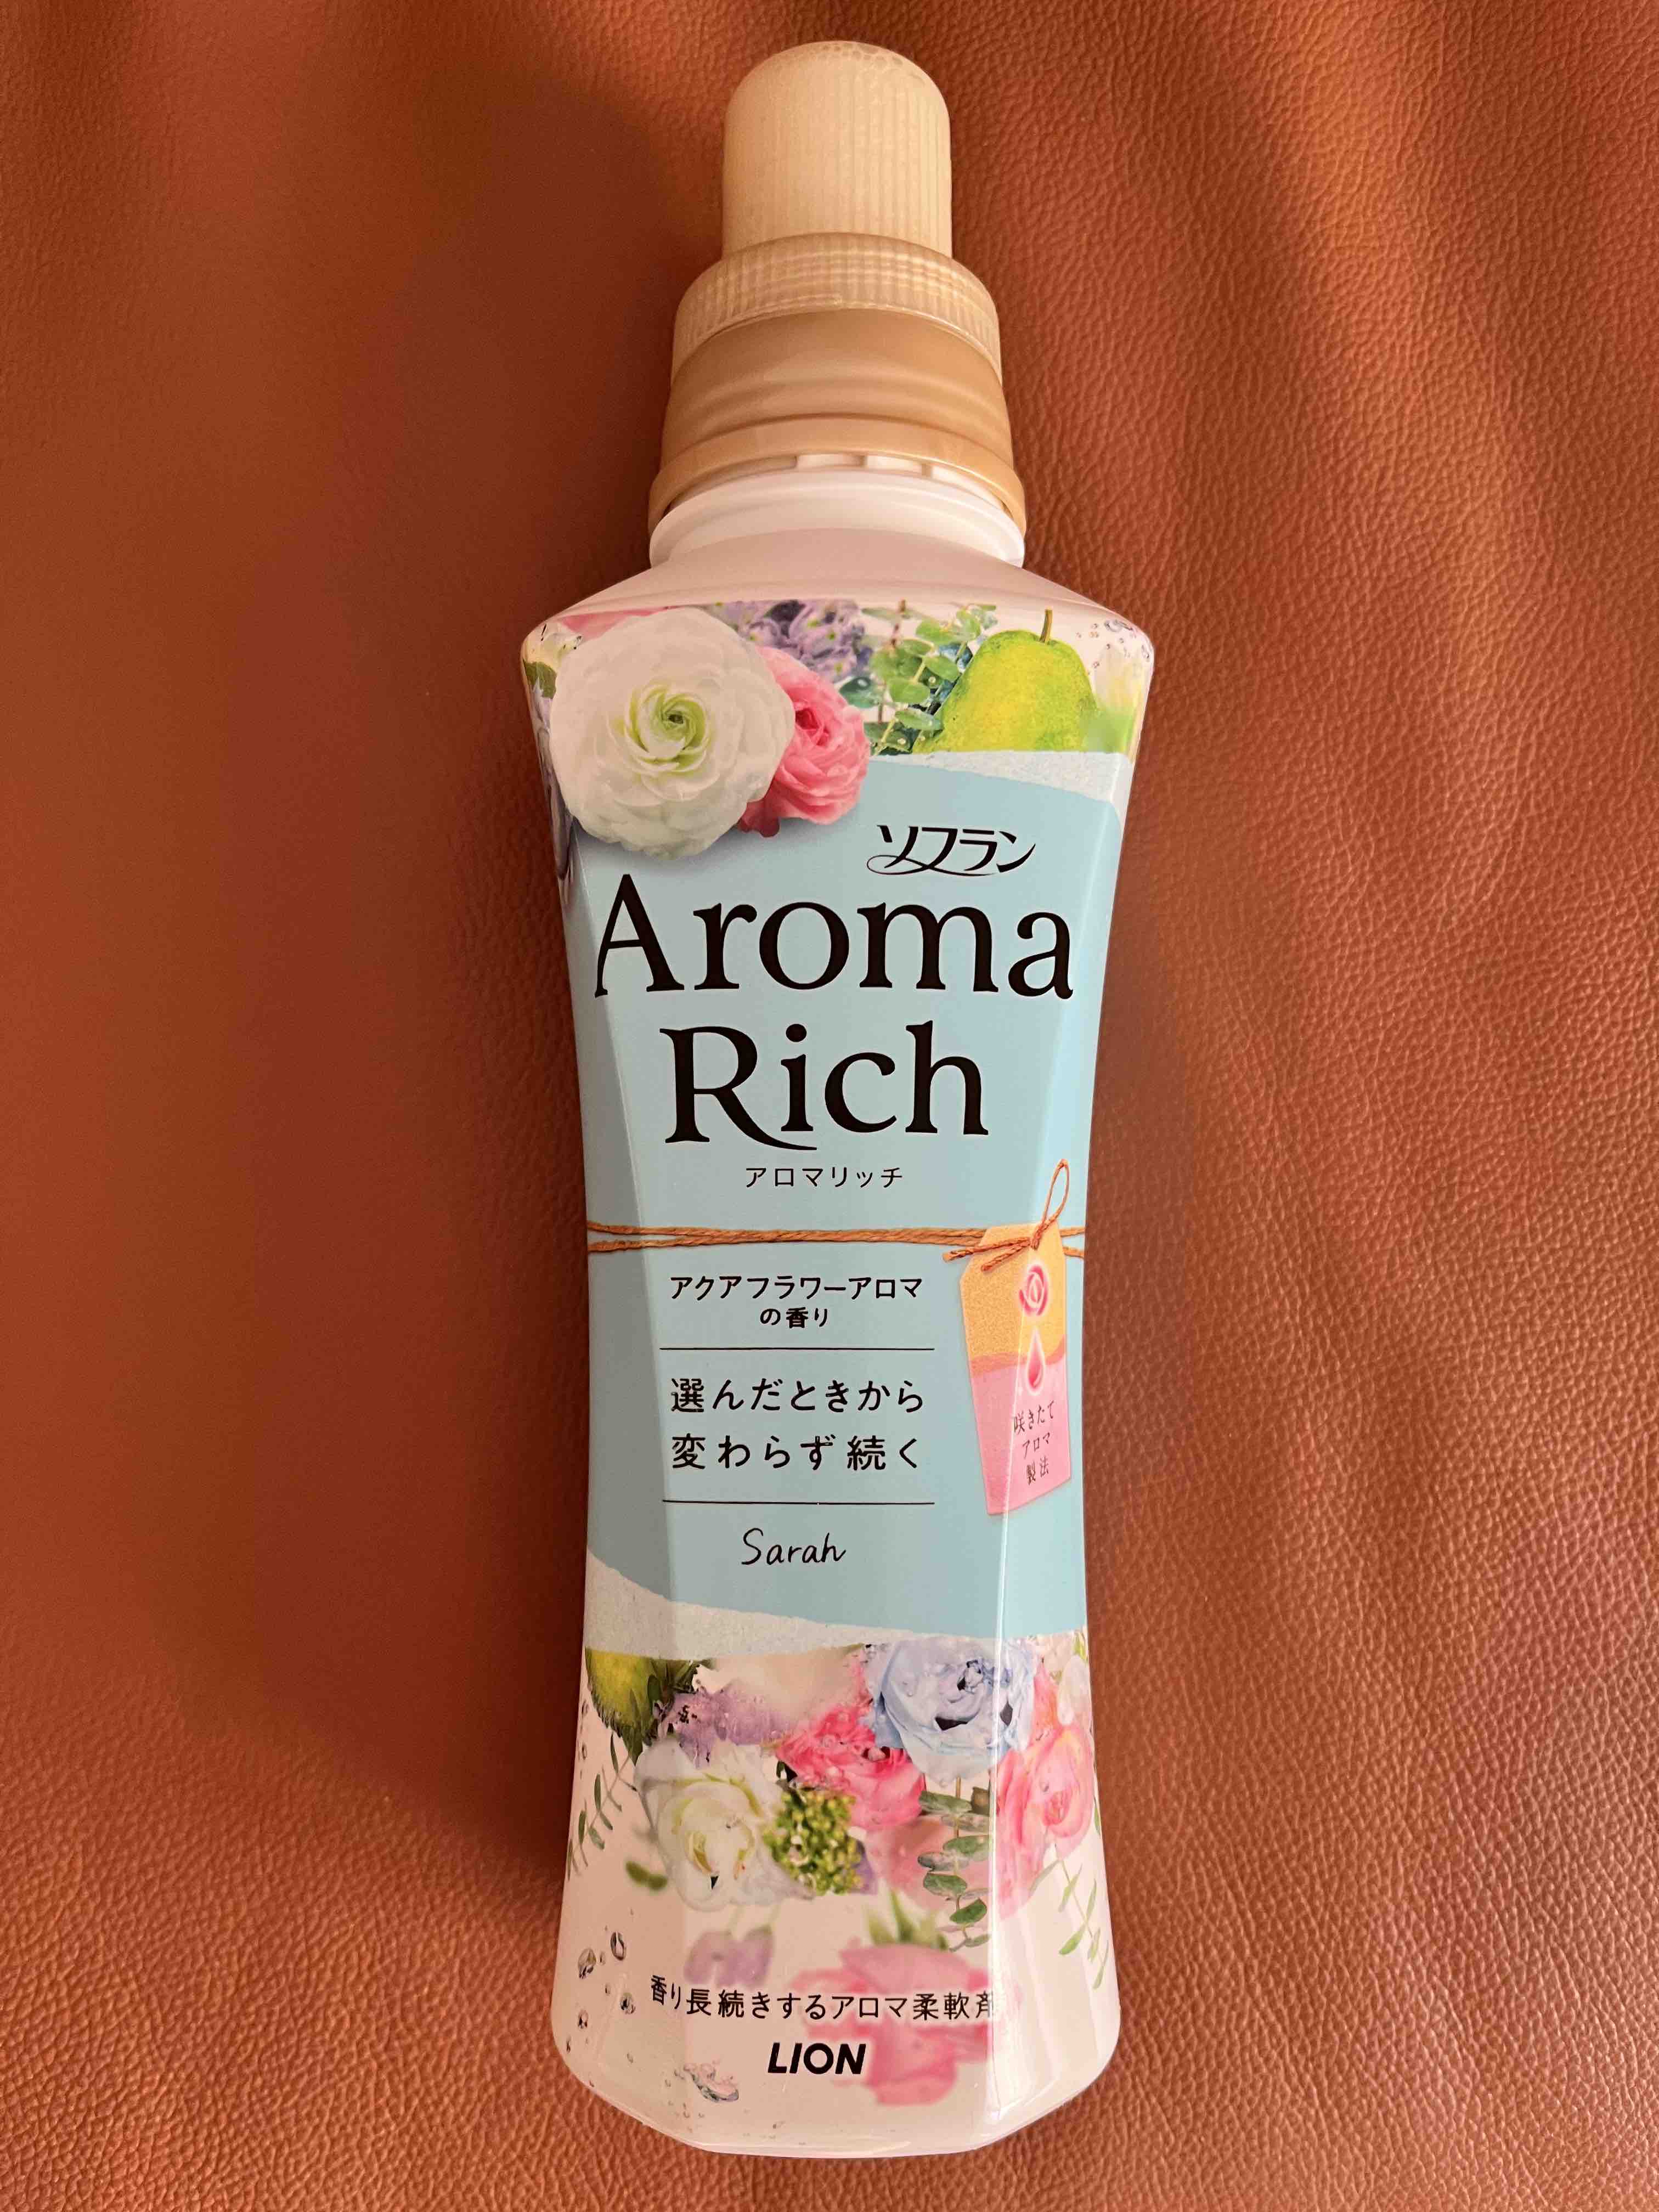 ソフラン
Aroma
Rich
アロマリッチ
アクアフラワーアロマ
の香り
選んだときから
変わらず続く
咲きたて
アロマ
製法
Sarah
香り長続きするアロマ柔軟剤
LION